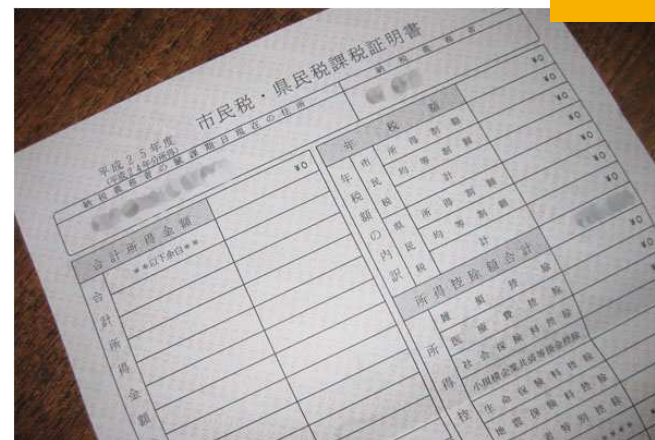 市民税・県民税課税証明書
平成25年度
(平成24年分所得)
納税義務者の賦課期日現在の住所
納税義務者
合計所得金額 ¥0
**以下余白**
合計所得金額
年税額 ¥0
年税額の内訳
市民税
所得割額 ¥0
均等割額 ¥0
計 ¥0
県民税
所得割額 ¥0
均等割額 ¥0
計 ¥0
所得控除額合計
所得控
雑損控除 ¥0
医療費控除 ¥0
社会保険料控除
小規模企業共済等掛金控除
生命保険料控除
地震保険料控除
特別控除